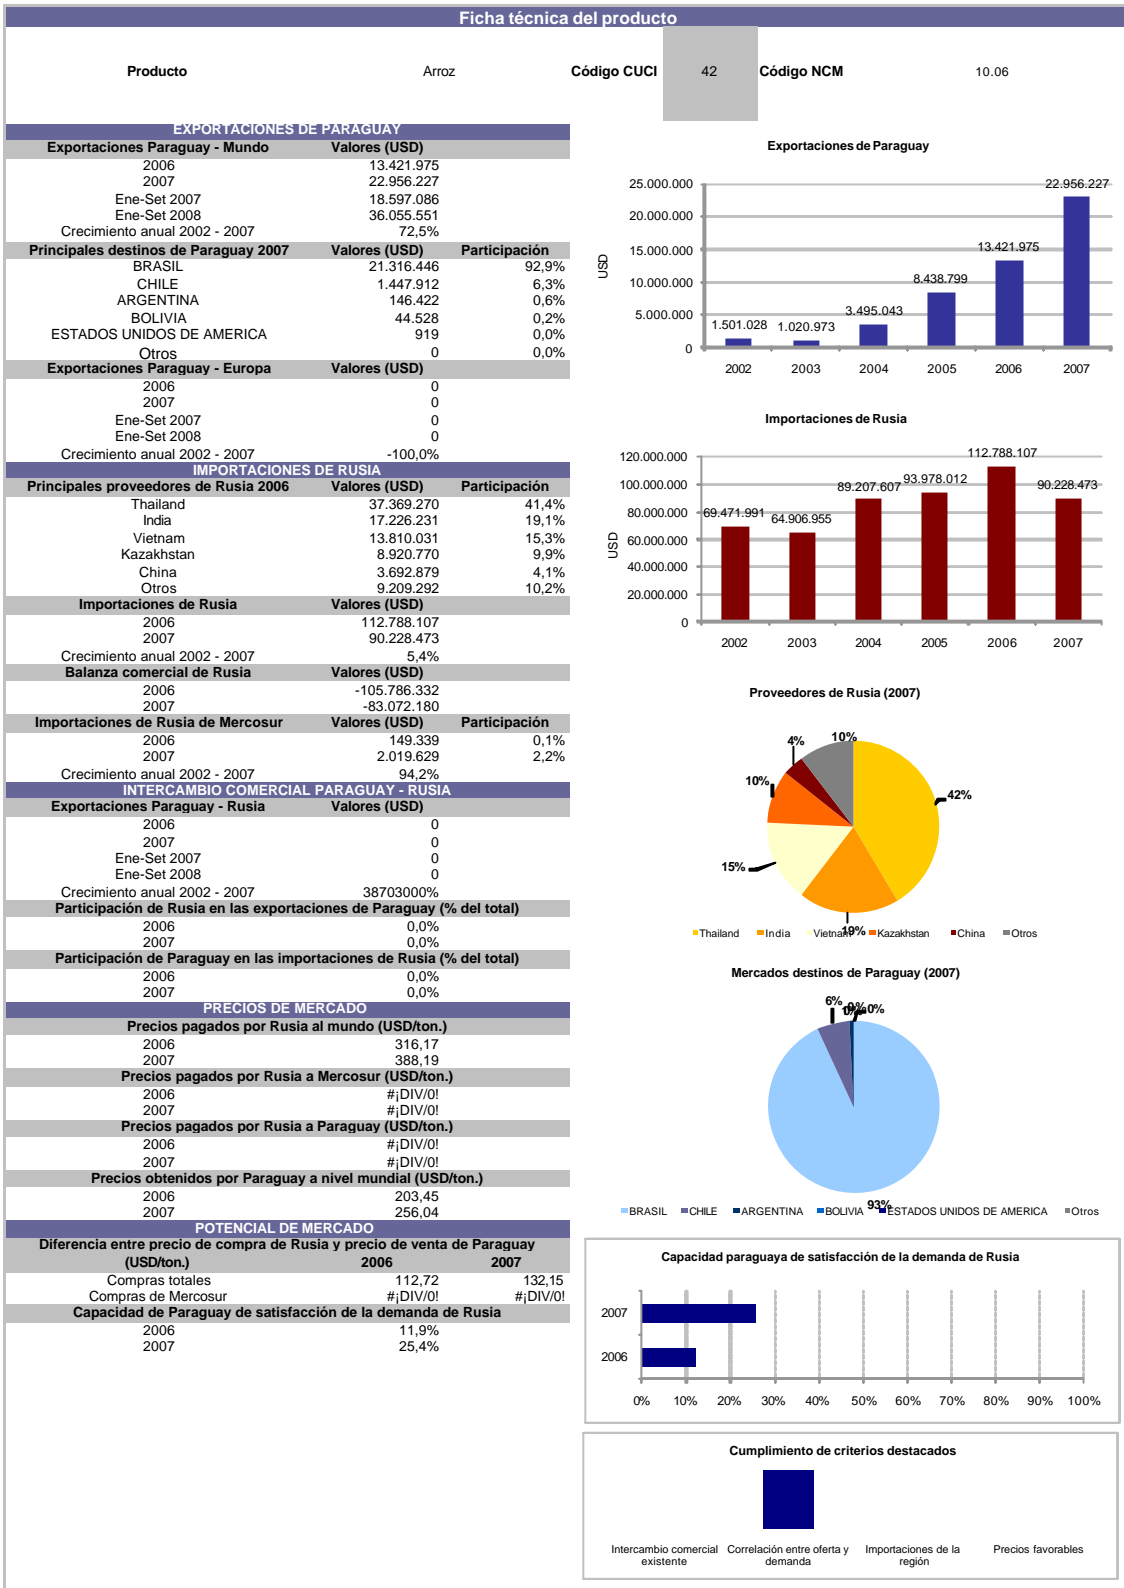 Ficha técnica del producto
Producto Arroz Código CUCI 42 Código NCM 10.06
EXPORTACIONES DE PARAGUAY
Exportaciones Paraguay - Mundo Valores (USD)
2006 13.421.975
2007 22.956.227
Ene-Set 2007 18.597.086
Ene-Set 2008 36.055.551
Crecimiento anual 2002 - 2007 72,5%
Principales destinos de Paraguay 2007 Valores (USD) Participación
BRASIL 21.316.446 92,9%
CHILE 1.447.912 6,3%
ARGENTINA 146.422 0,6%
BOLIVIA 44.528 0,2%
ESTADOS UNIDOS DE AMERICA 919 0,0%
Otros 0 0,0%
Exportaciones Paraguay - Europa Valores (USD)
2006 0
2007 0
Ene-Set 2007 0
Ene-Set 2008 0
Crecimiento anual 2002 - 2007 -100,0%
IMPORTACIONES DE RUSIA
Principales proveedores de Rusia 2006 Valores (USD) Participación
Thailand 37.369.270 41,4%
India 17.226.231 19,1%
Vietnam 13.810.031 15,3%
Kazakhstan 8.920.770 9,9%
China 3.692.879 4,1%
Otros 9.209.292 10,2%
Importaciones de Rusia Valores (USD)
2006 112.788.107
2007 90.228.473
Crecimiento anual 2002 - 2007 5,4%
Balanza comercial de Rusia Valores (USD)
2006 -105.786.332
2007 -83.072.180
Importaciones de Rusia de Mercosur Valores (USD) Participación
2006 149.339 0,1%
2007 2.019.629 2,2%
Crecimiento anual 2002 - 2007 94,2%
INTERCAMBIO COMERCIAL PARAGUAY - RUSIA
Exportaciones Paraguay - Rusia Valores (USD)
2006 0
2007 0
Ene-Set 2007 0
Ene-Set 2008 0
Crecimiento anual 2002 - 2007 38703000%
Participación de Rusia en las exportaciones de Paraguay (% del total)
2006 0,0%
2007 0,0%
Participación de Paraguay en las importaciones de Rusia (% del total)
2006 0,0%
2007 0,0%
PRECIOS DE MERCADO
Precios pagados por Rusia al mundo (USD/ton.)
2006 316,17
2007 388,19
Precios pagados por Rusia a Mercosur (USD/ton.)
2006 #¡DIV/0!
2007 #¡DIV/0!
Precios pagados por Rusia a Paraguay (USD/ton.)
2006 #¡DIV/0!
2007 #¡DIV/0!
Precios obtenidos por Paraguay a nivel mundial (USD/ton.)
2006 203,45
2007 256,04
POTENCIAL DE MERCADO
Diferencia entre precio de compra de Rusia y precio de venta de Paraguay
(USD/ton.) 2006 2007
Compras totales 112,72 132,15
Compras de Mercosur #¡DIV/0! #¡DIV/0!
Capacidad de Paraguay de satisfacción de la demanda de Rusia
2006 11,9%
2007 25,4%
Exportaciones de Paraguay
USD
25.000.000
20.000.000
15.000.000
10.000.000
5.000.000
0
1.501.028 1.020.973 3.495.043 8.438.799 13.421.975 22.956.227
2002 2003 2004 2005 2006 2007
Importaciones de Rusia
USD
120.000.000
100.000.000
80.000.000
60.000.000
40.000.000
20.000.000
0
69.471.991 64.906.955 89.207.607 93.978.012 112.788.107 90.228.473
2002 2003 2004 2005 2006 2007
Proveedores de Rusia (2007)
4% 10%
10% 42%
15%
19%
Thailand India Vietnam Kazakhstan China Otros
Mercados destinos de Paraguay (2007)
6% 0% 0%
93%
BRASIL CHILE ARGENTINA BOLIVIA ESTADOS UNIDOS DE AMERICA Otros
Capacidad paraguaya de satisfacción de la demanda de Rusia
2007
2006
0% 10% 20% 30% 40% 50% 60% 70% 80% 90% 100%
Cumplimiento de criterios destacados
Intercambio comercial existente
Correlación entre oferta y demanda
Importaciones de la región
Precios favorables